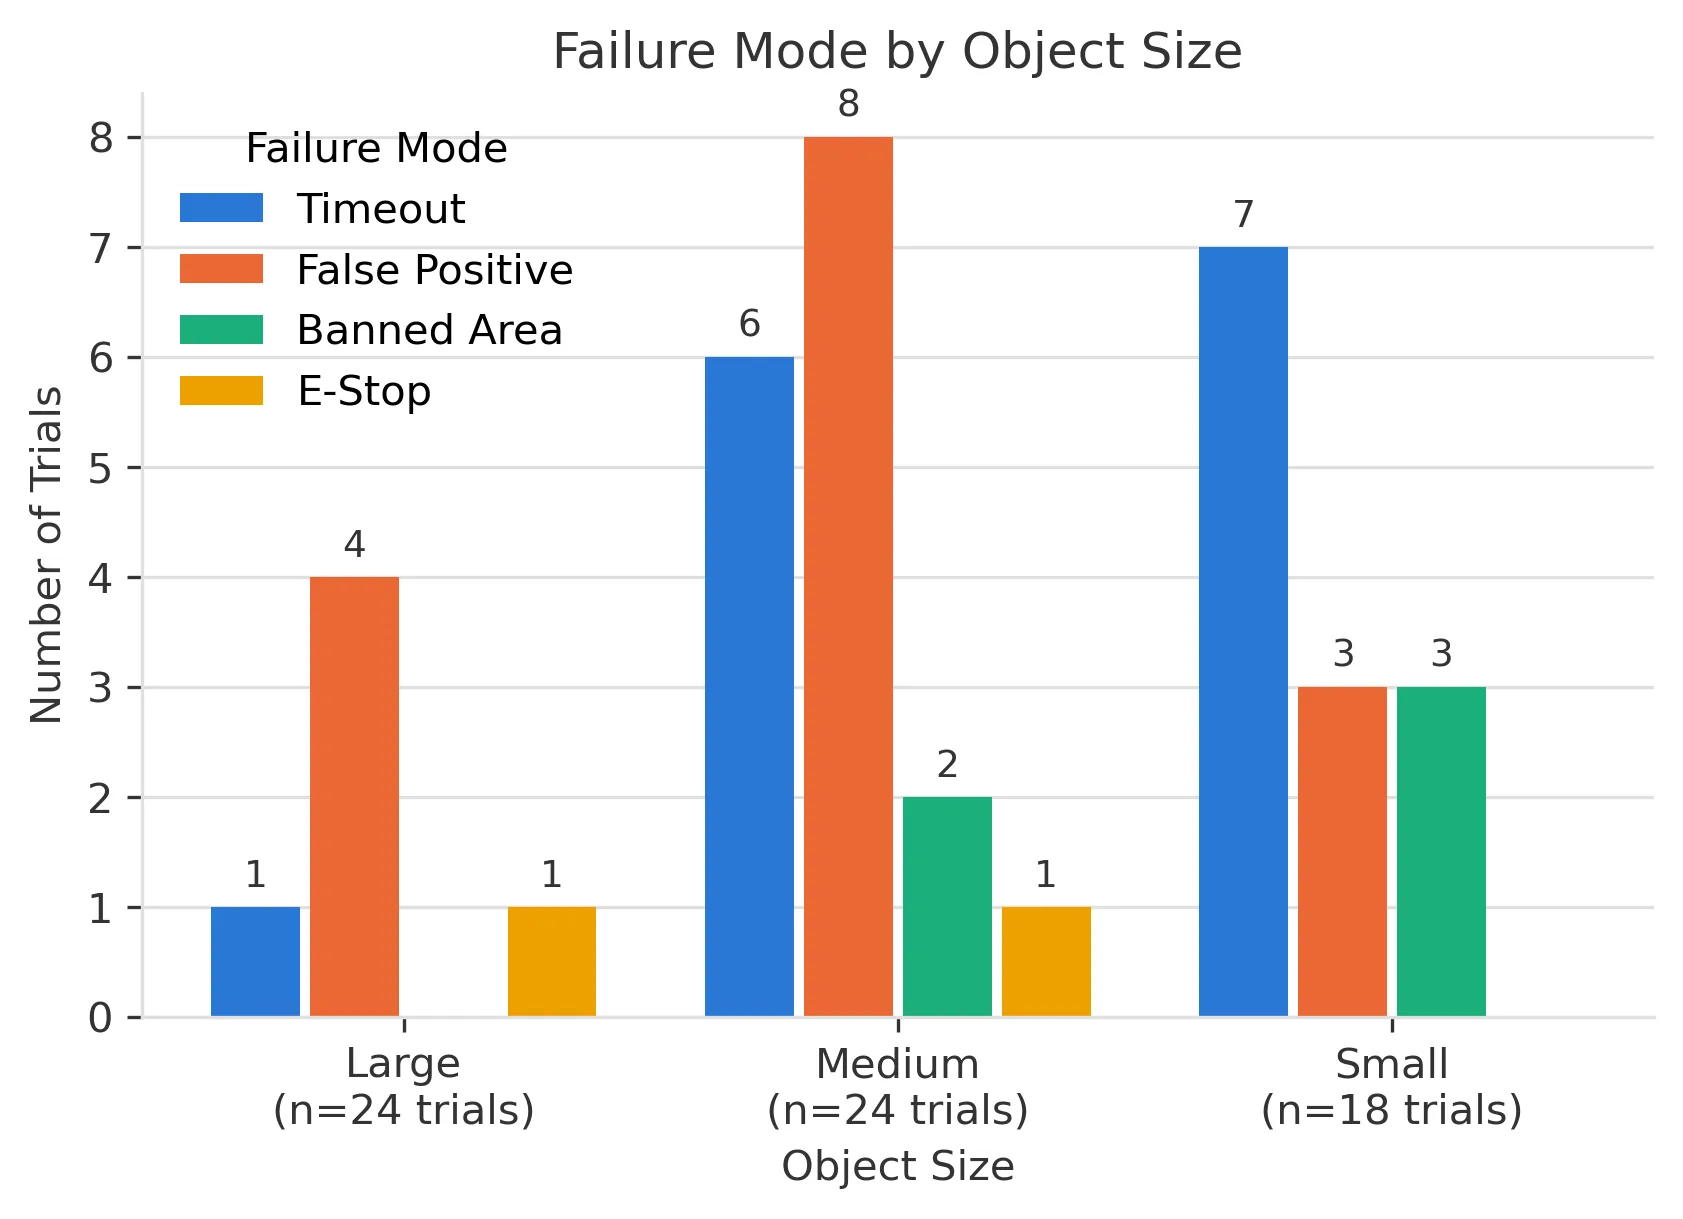 Failure Mode by Object Size
Failure Mode
Timeout
False Positive
Banned Area
E-Stop
Number of Trials
8
7
6
5
4
3
2
1
0
1
4
1
6
8
2
1
7
3
3
Large
(n=24 trials)
Medium
(n=24 trials)
Small
(n=18 trials)
Object Size